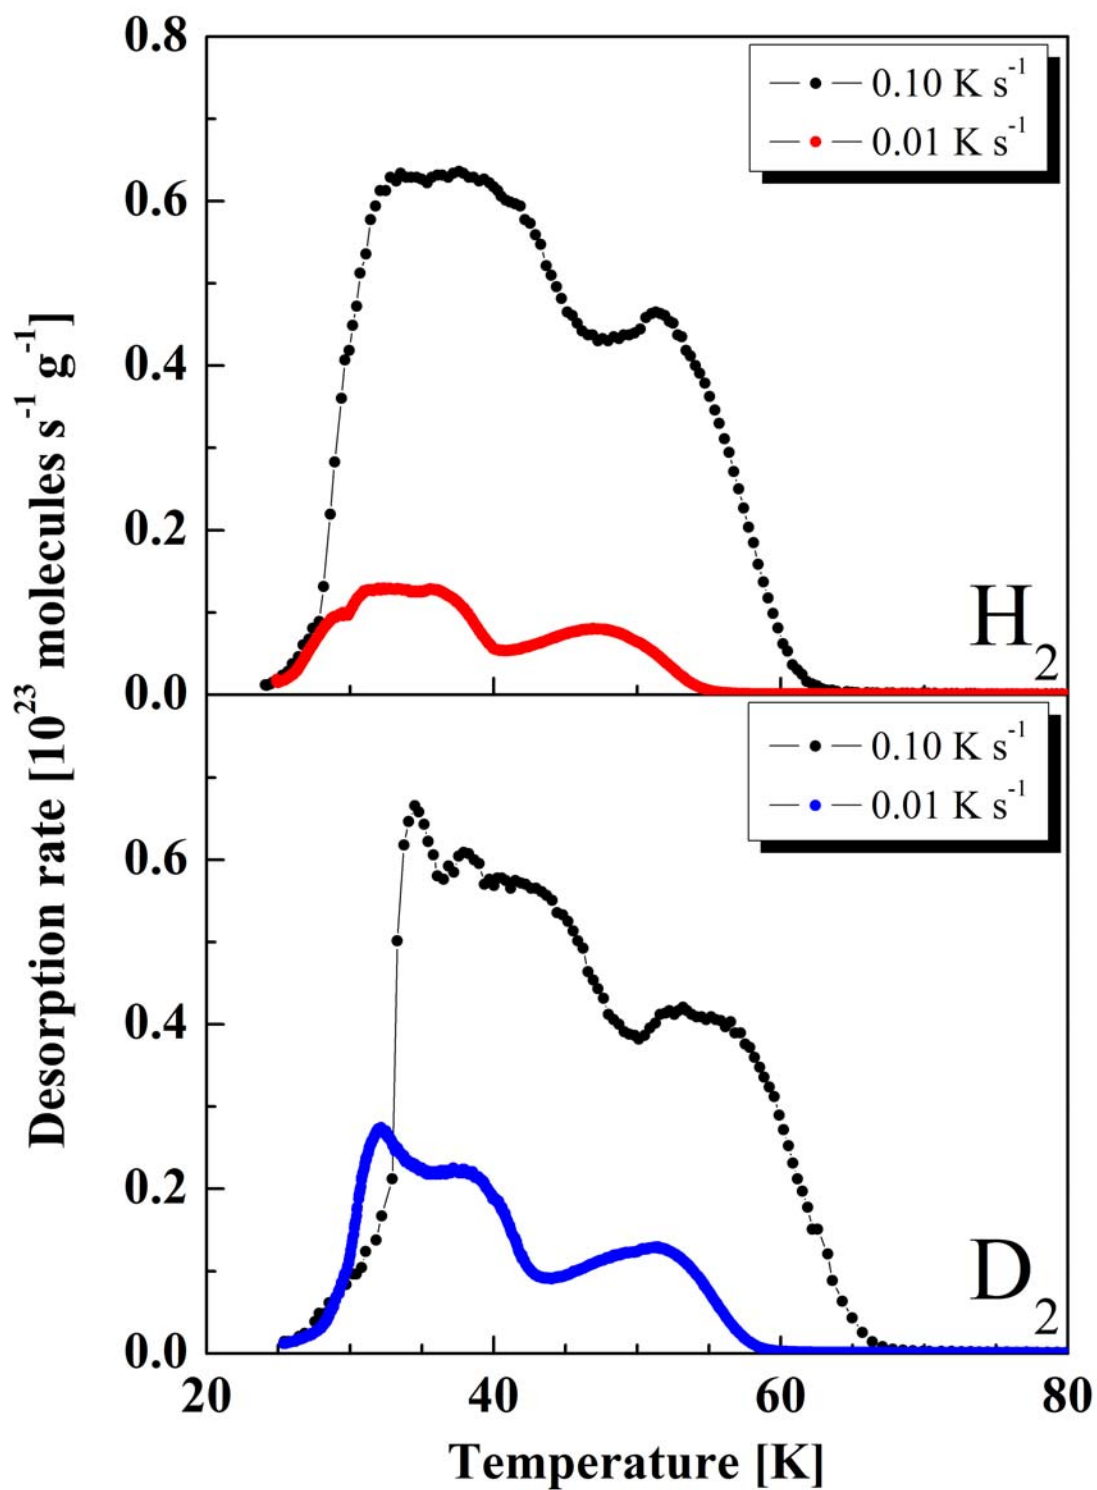 0.8
0.10 K s⁻¹
0.01 K s⁻¹
0.6
0.4
0.2
H₂
0.0
0.10 K s⁻¹
0.01 K s⁻¹
0.6
0.4
0.2
D₂
0.0
20 40 60 80
Temperature [K]
Desorption rate [10²³ molecules s⁻¹ g⁻¹]